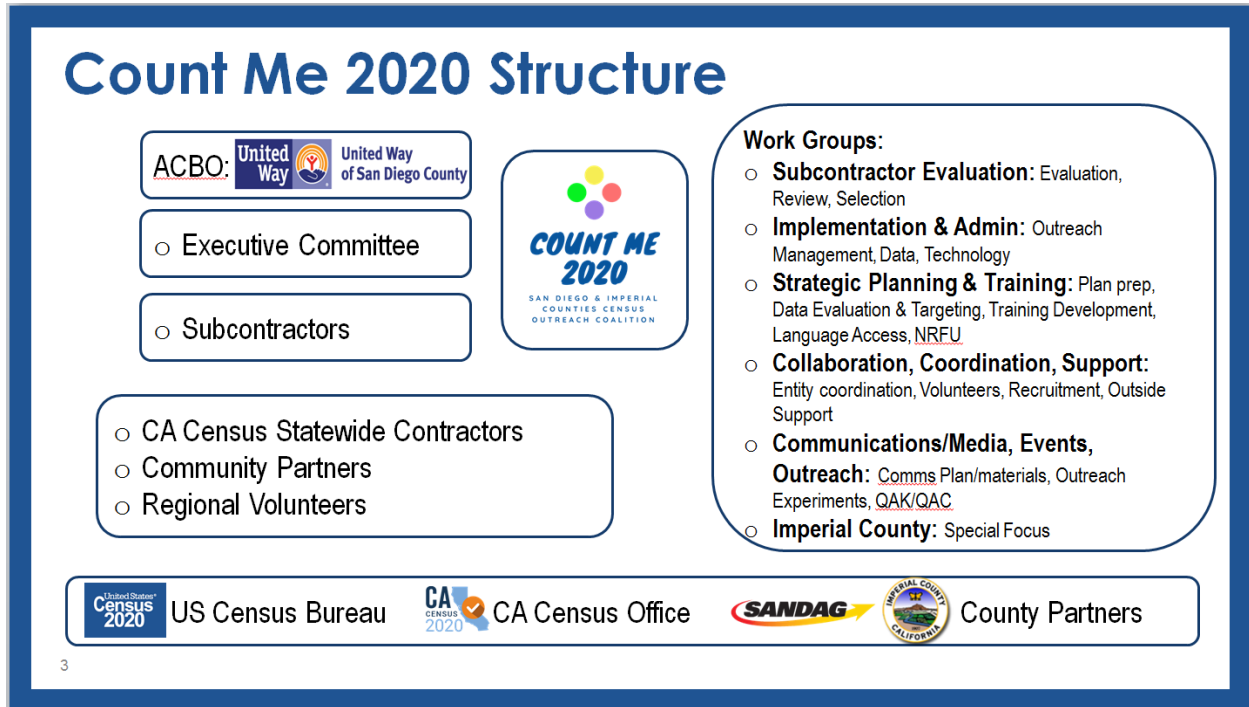 Count Me 2020 Structure
ACBO:
United
Way
United Way
of San Diego County
○ Executive Committee
○ Subcontractors
COUNT ME
2020
SAN DIEGO & IMPERIAL
COUNTIES CENSUS
OUTREACH COALITION
○ CA Census Statewide Contractors
○ Community Partners
○ Regional Volunteers
Work Groups:
○ Subcontractor Evaluation: Evaluation,
Review, Selection
○ Implementation & Admin: Outreach
Management, Data, Technology
○ Strategic Planning & Training: Plan prep,
Data Evaluation & Targeting, Training Development,
Language Access, NRFU
○ Collaboration, Coordination, Support:
Entity coordination, Volunteers, Recruitment, Outside
Support
○ Communications/Media, Events,
Outreach: Comms Plan/materials, Outreach
Experiments, QAK/QAC
○ Imperial County: Special Focus
United States®
Census
2020
US Census Bureau
CA
CENSUS
2020
CA Census Office
SANDAG
IMPERIAL COUNTY
CALIFORNIA
County Partners
3